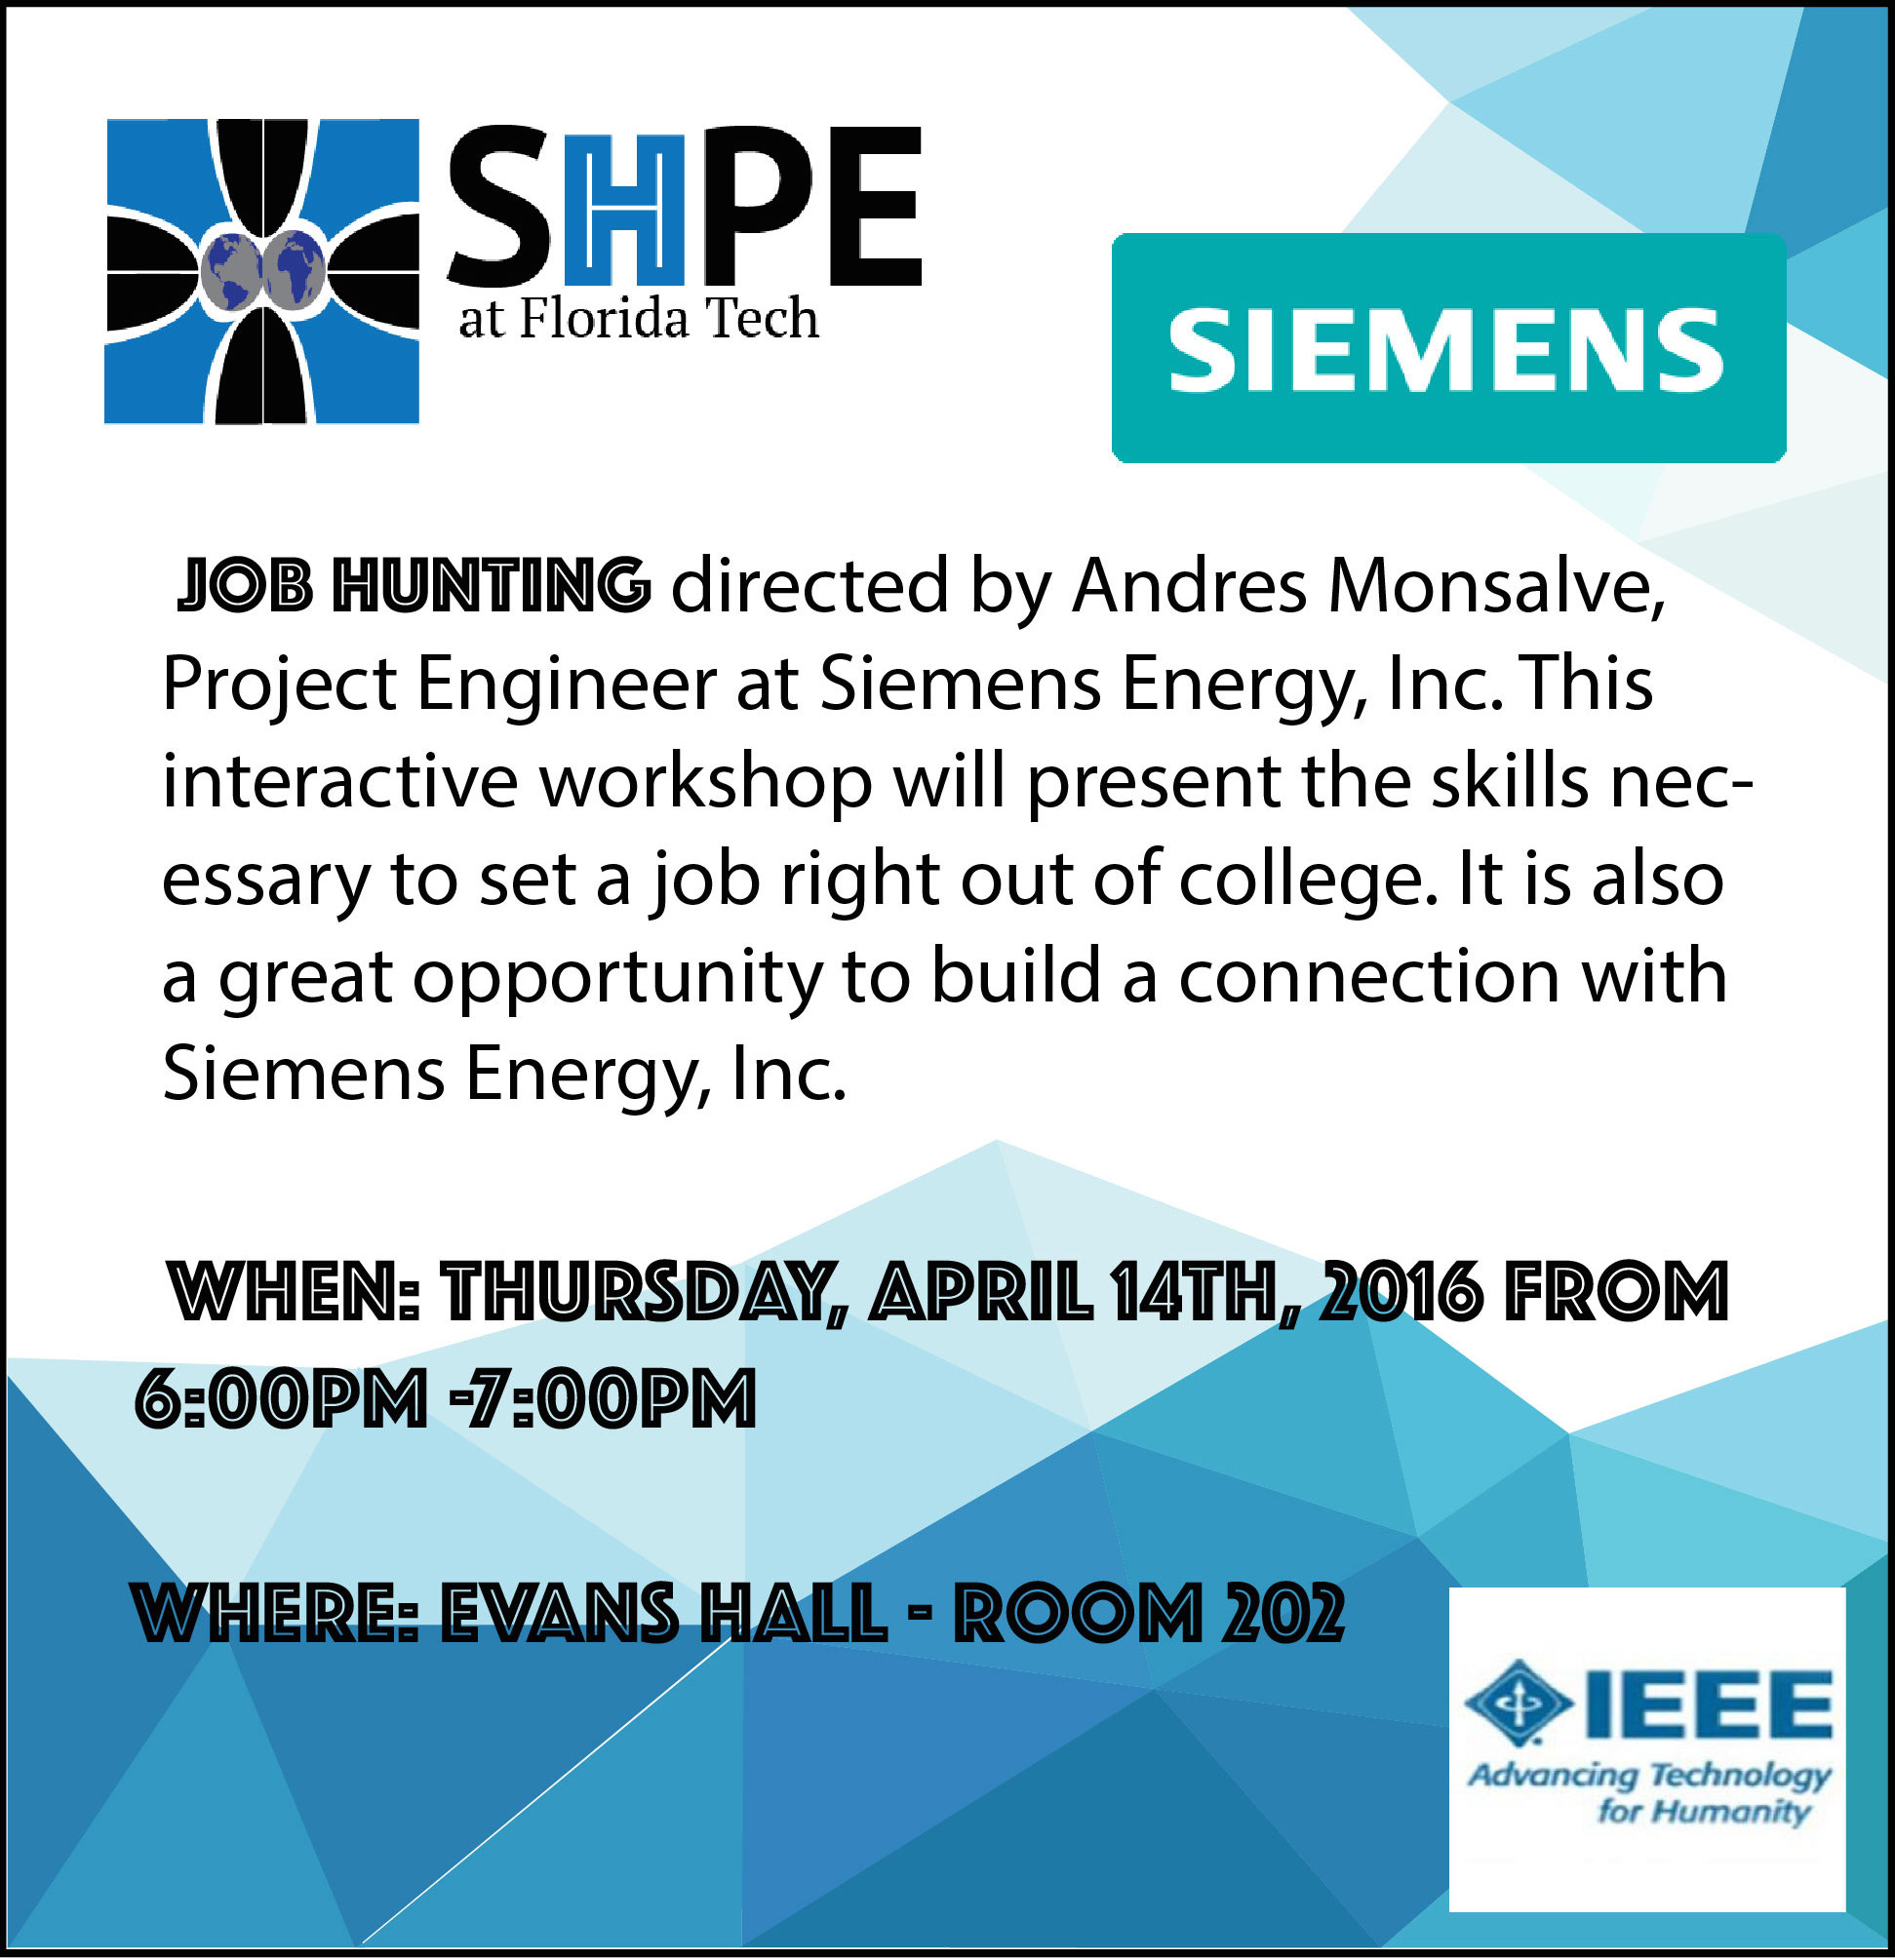 SHPE
at Florida Tech
SIEMENS
JOB HUNTING directed by Andres Monsalve,
Project Engineer at Siemens Energy, Inc. This
interactive workshop will present the skills nec-
essary to set a job right out of college. It is also
a great opportunity to build a connection with
Siemens Energy, Inc.
WHEN: THURSDAY, APRIL 14TH, 2016 FROM
6:00PM -7:00PM
WHERE: EVANS HALL - ROOM 202
IEEE
Advancing Technology
for Humanity